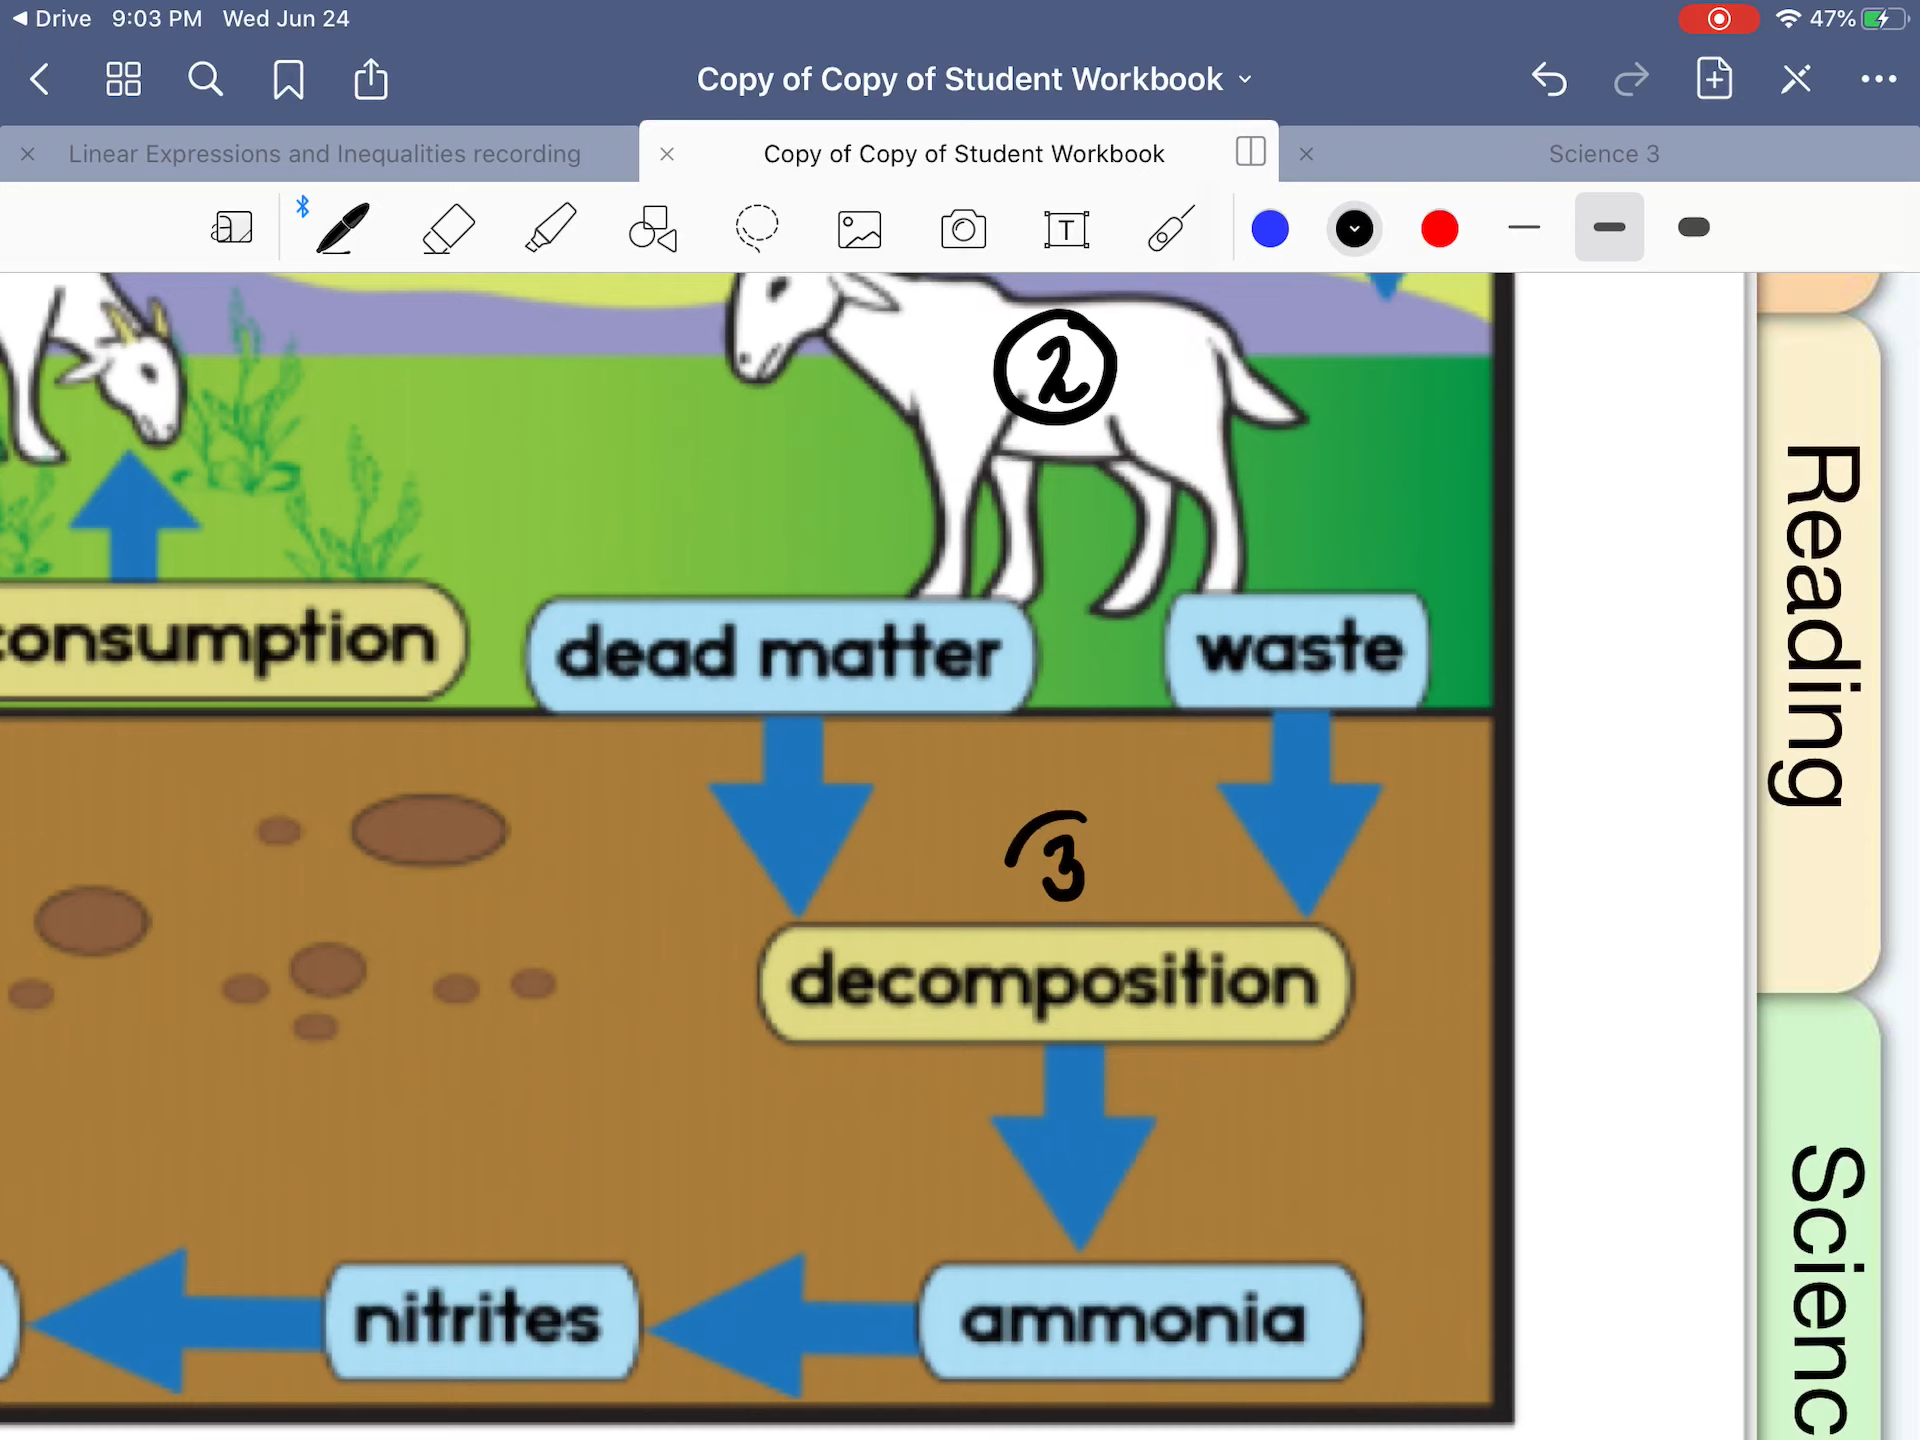 Drive 9:03 PM Wed Jun 24 47%
Copy of Copy of Student Workbook
Linear Expressions and Inequalities recording
Copy of Copy of Student Workbook
Science 3
T
2
consumption
dead matter
waste
3
decomposition
nitrites
ammonia
Reading
Scienc